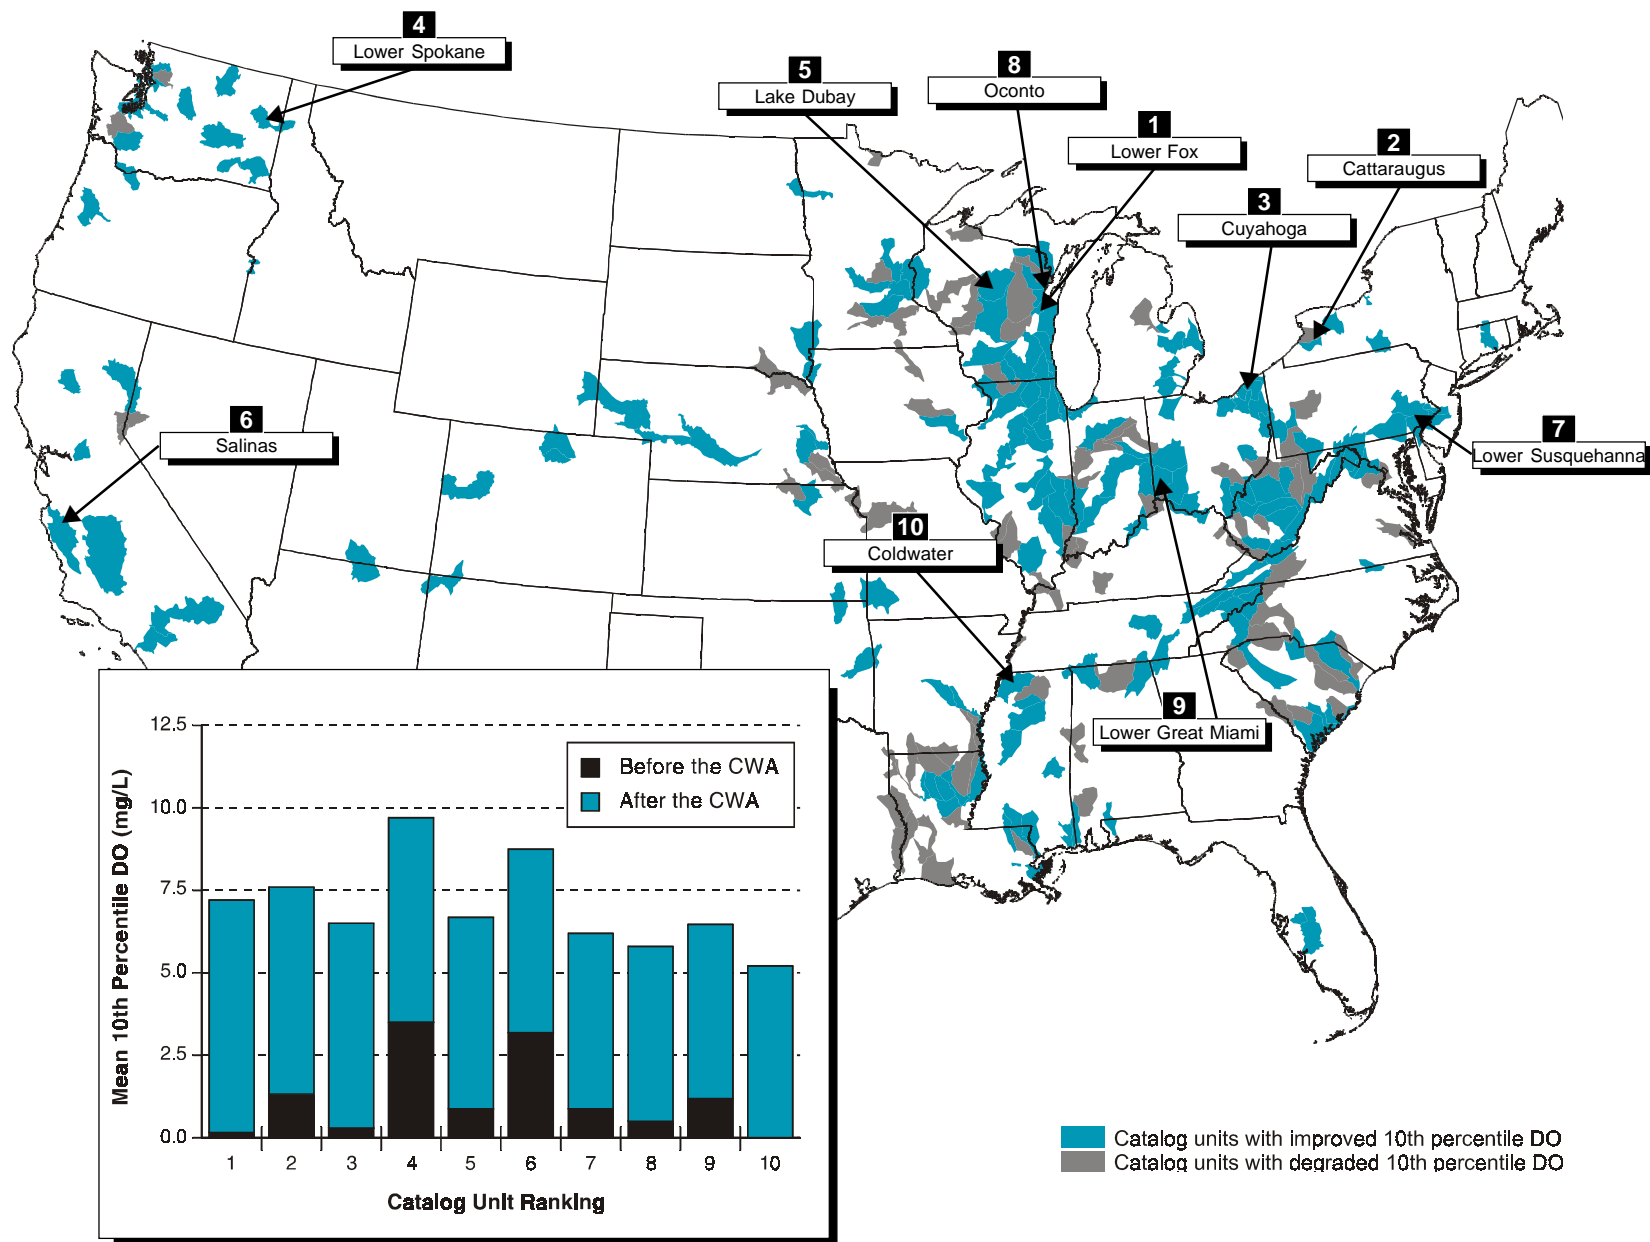 4
Lower Spokane
5
Lake Dubay
8
Oconto
1
Lower Fox
2
Cattaraugus
3
Cuyahoga
6
Salinas
7
Lower Susquehanna
10
Coldwater
9
Lower Great Miami
Mean 10th Percentile DO (mg/L)
12.5
10.0
7.5
5.0
2.5
0.0
Before the CWA
After the CWA
1 2 3 4 5 6 7 8 9 10
Catalog Unit Ranking
Catalog units with improved 10th percentile DO
Catalog units with degraded 10th percentile DO